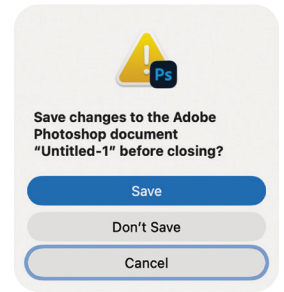 Ps
Save changes to the Adobe
Photoshop document
“Untitled-1” before closing?
Save
Don’t Save
Cancel